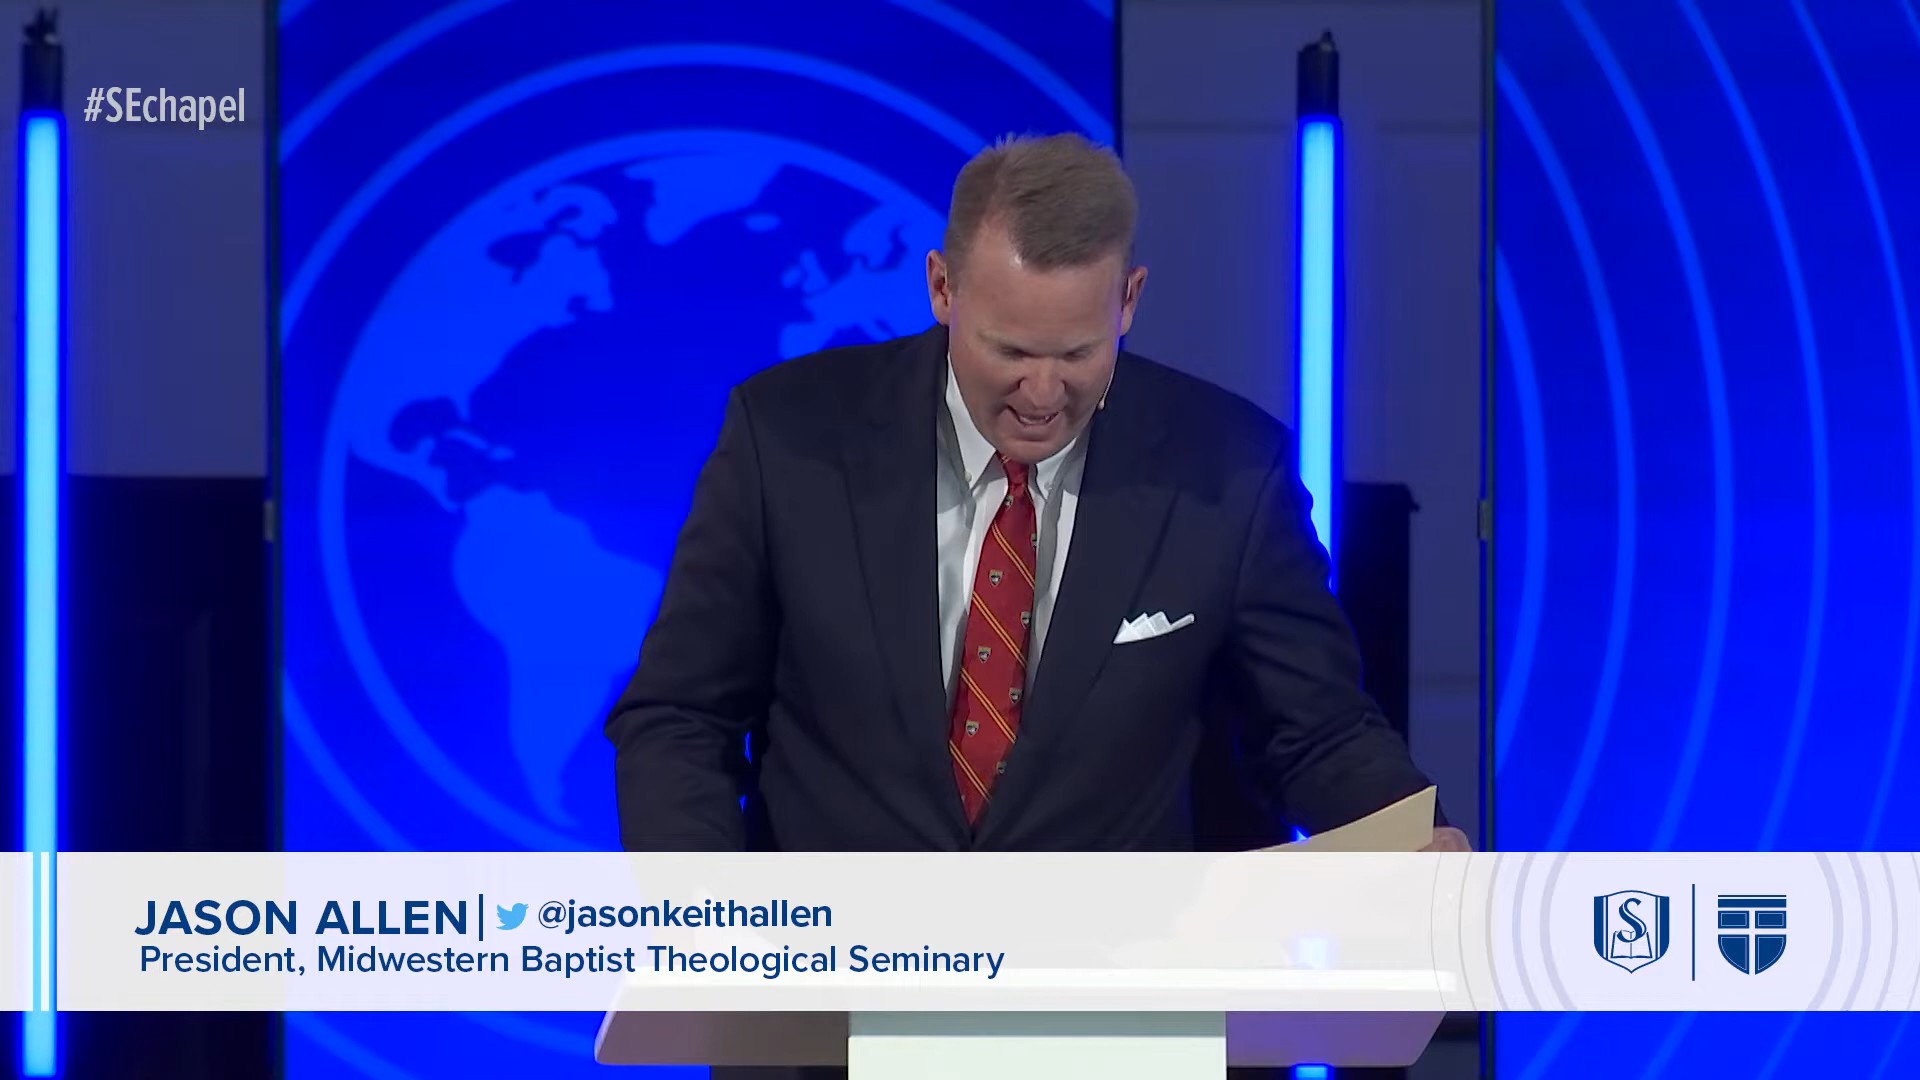 #SEchapel
JASON ALLEN | @jasonkeithallen
President, Midwestern Baptist Theological Seminary
S